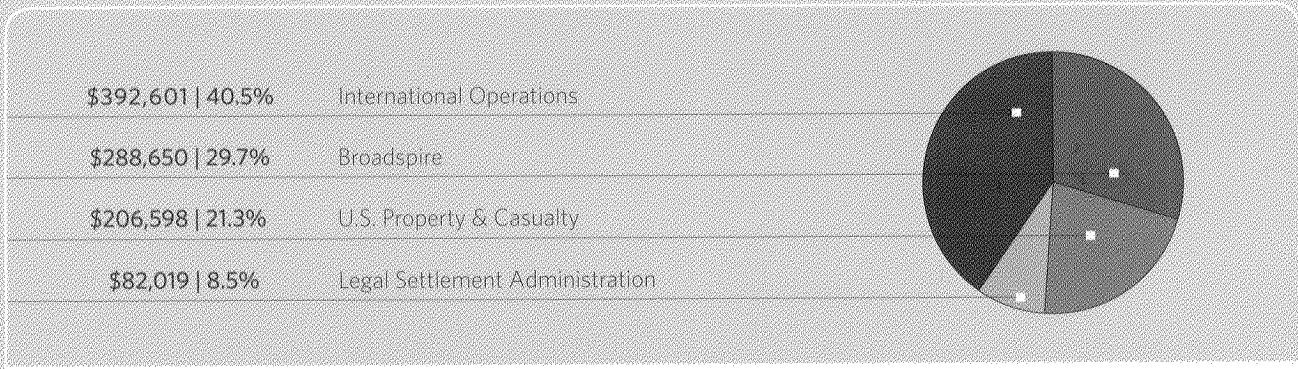 $392,601 | 40.5% International Operations
$288,650 | 29.7% Broadspire
$206,598 | 21.3% U.S. Property & Casualty
$82,019 | 8.5% Legal Settlement Administration